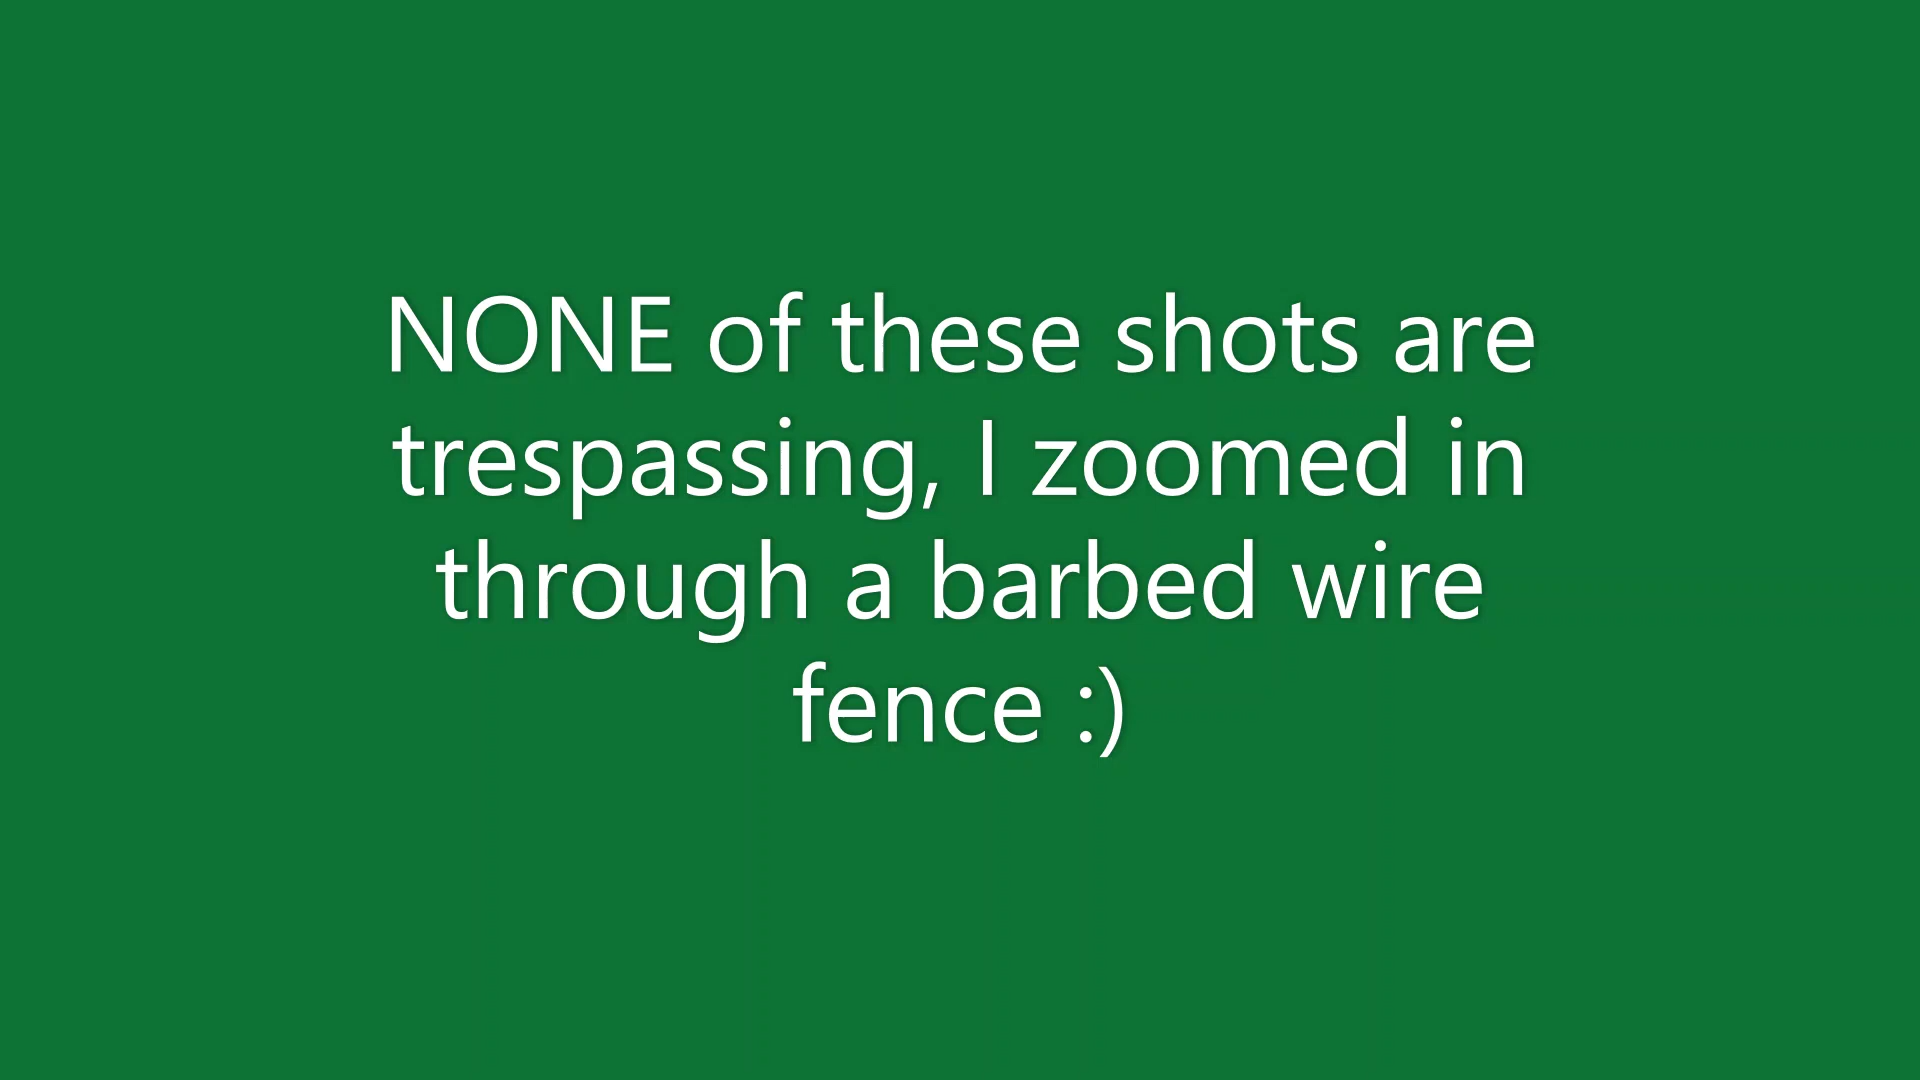 NONE of these shots are
trespassing, I zoomed in
through a barbed wire
fence :)